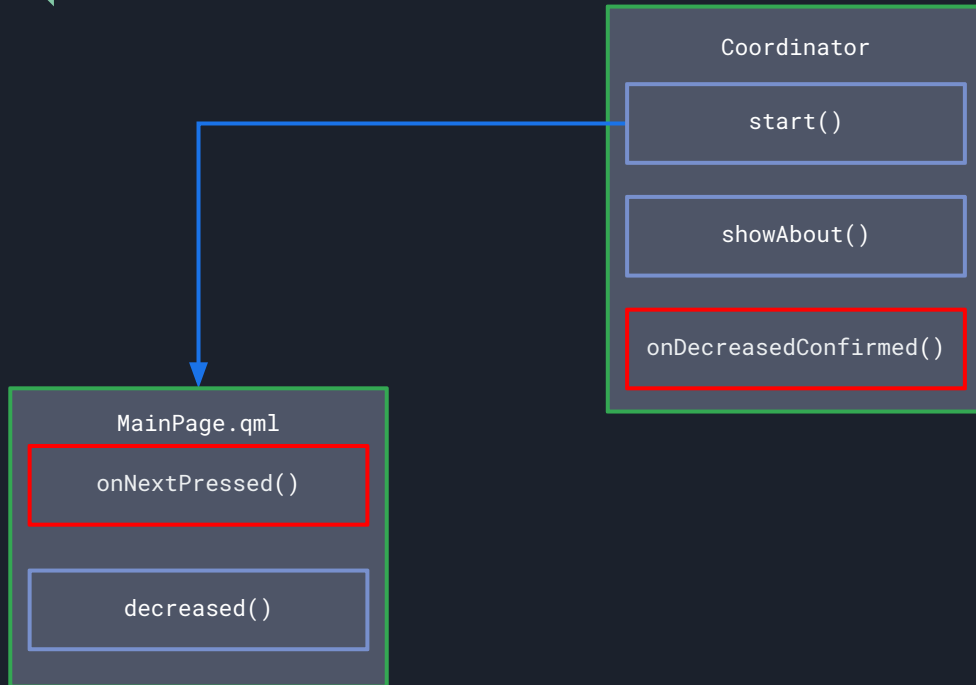 Coordinator
start()
showAbout()
onDecreasedConfirmed()
MainPage.qml
onNextPressed()
decreased()